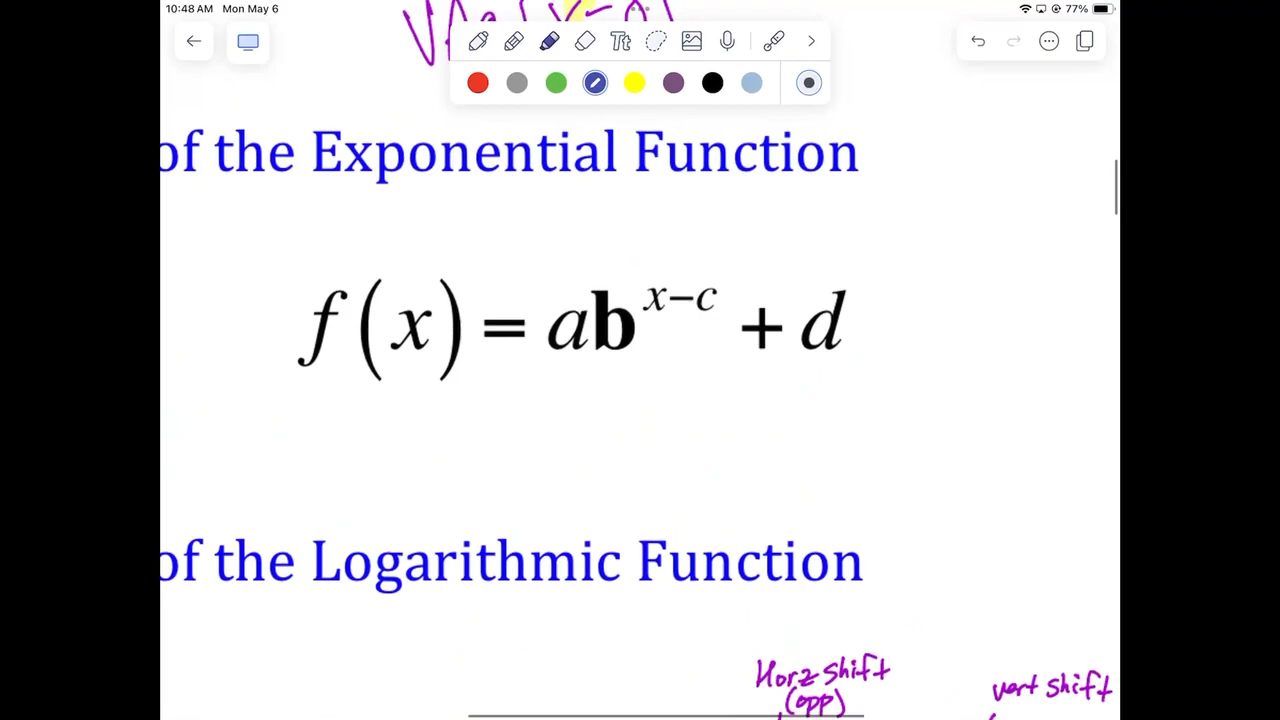 10:48 AM Mon May 6 77%
Tt
of the Exponential Function
f(x) = ab^{x−c} + d
of the Logarithmic Function
Horz shift
(opp)
vert shift